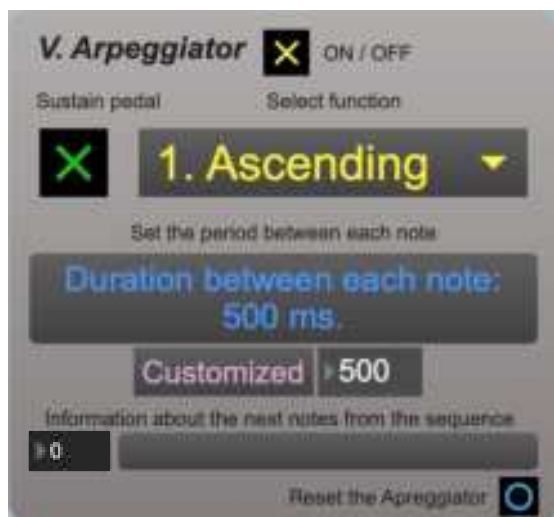 V. Arpeggiator ON / OFF
Sustain pedal Select function
1. Ascending
Set the period between each note
Duration between each note:
500 ms.
Customized 500
Information about the next notes from the sequence
0
Reset the Apreggiator